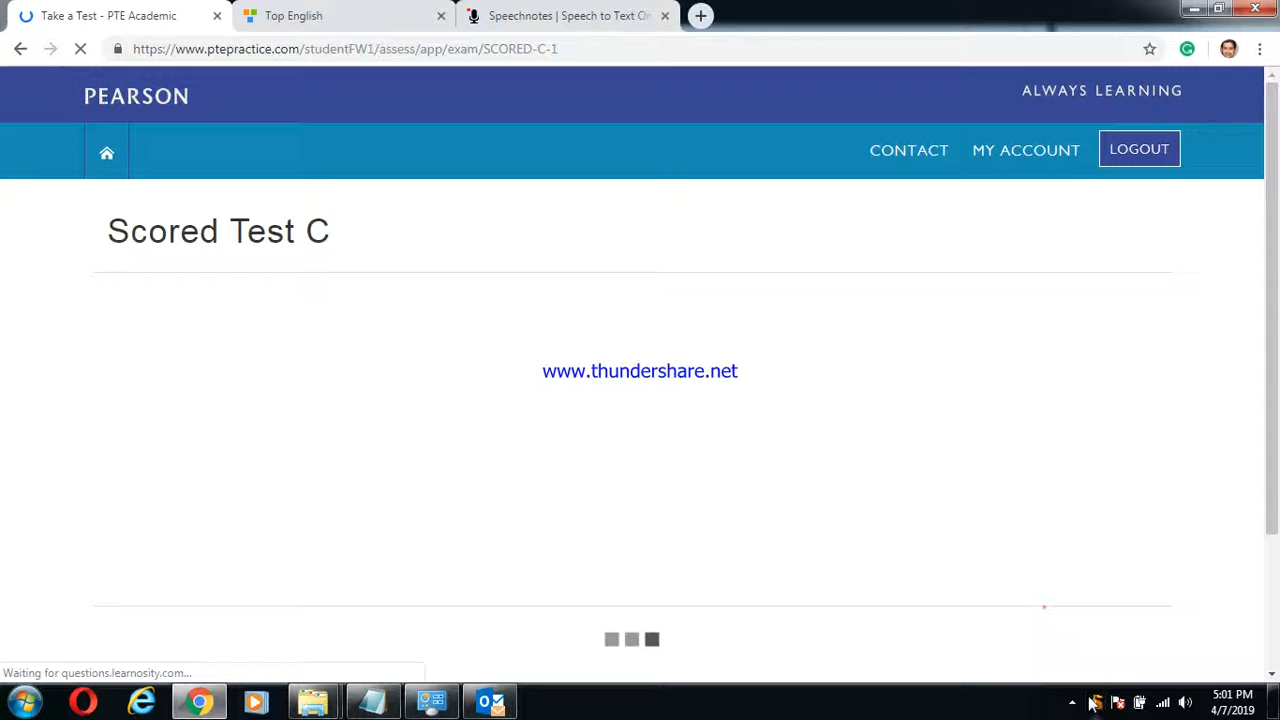 Take a Test - PTE Academic
Top English
Speechnotes | Speech to Text On
https://www.ptepractice.com/studentFW1/assess/app/exam/SCORED-C-1
PEARSON
ALWAYS LEARNING
CONTACT
MY ACCOUNT
LOGOUT
Scored Test C
www.thundershare.net
Waiting for questions.learnosity.com...
5:01 PM
4/7/2019